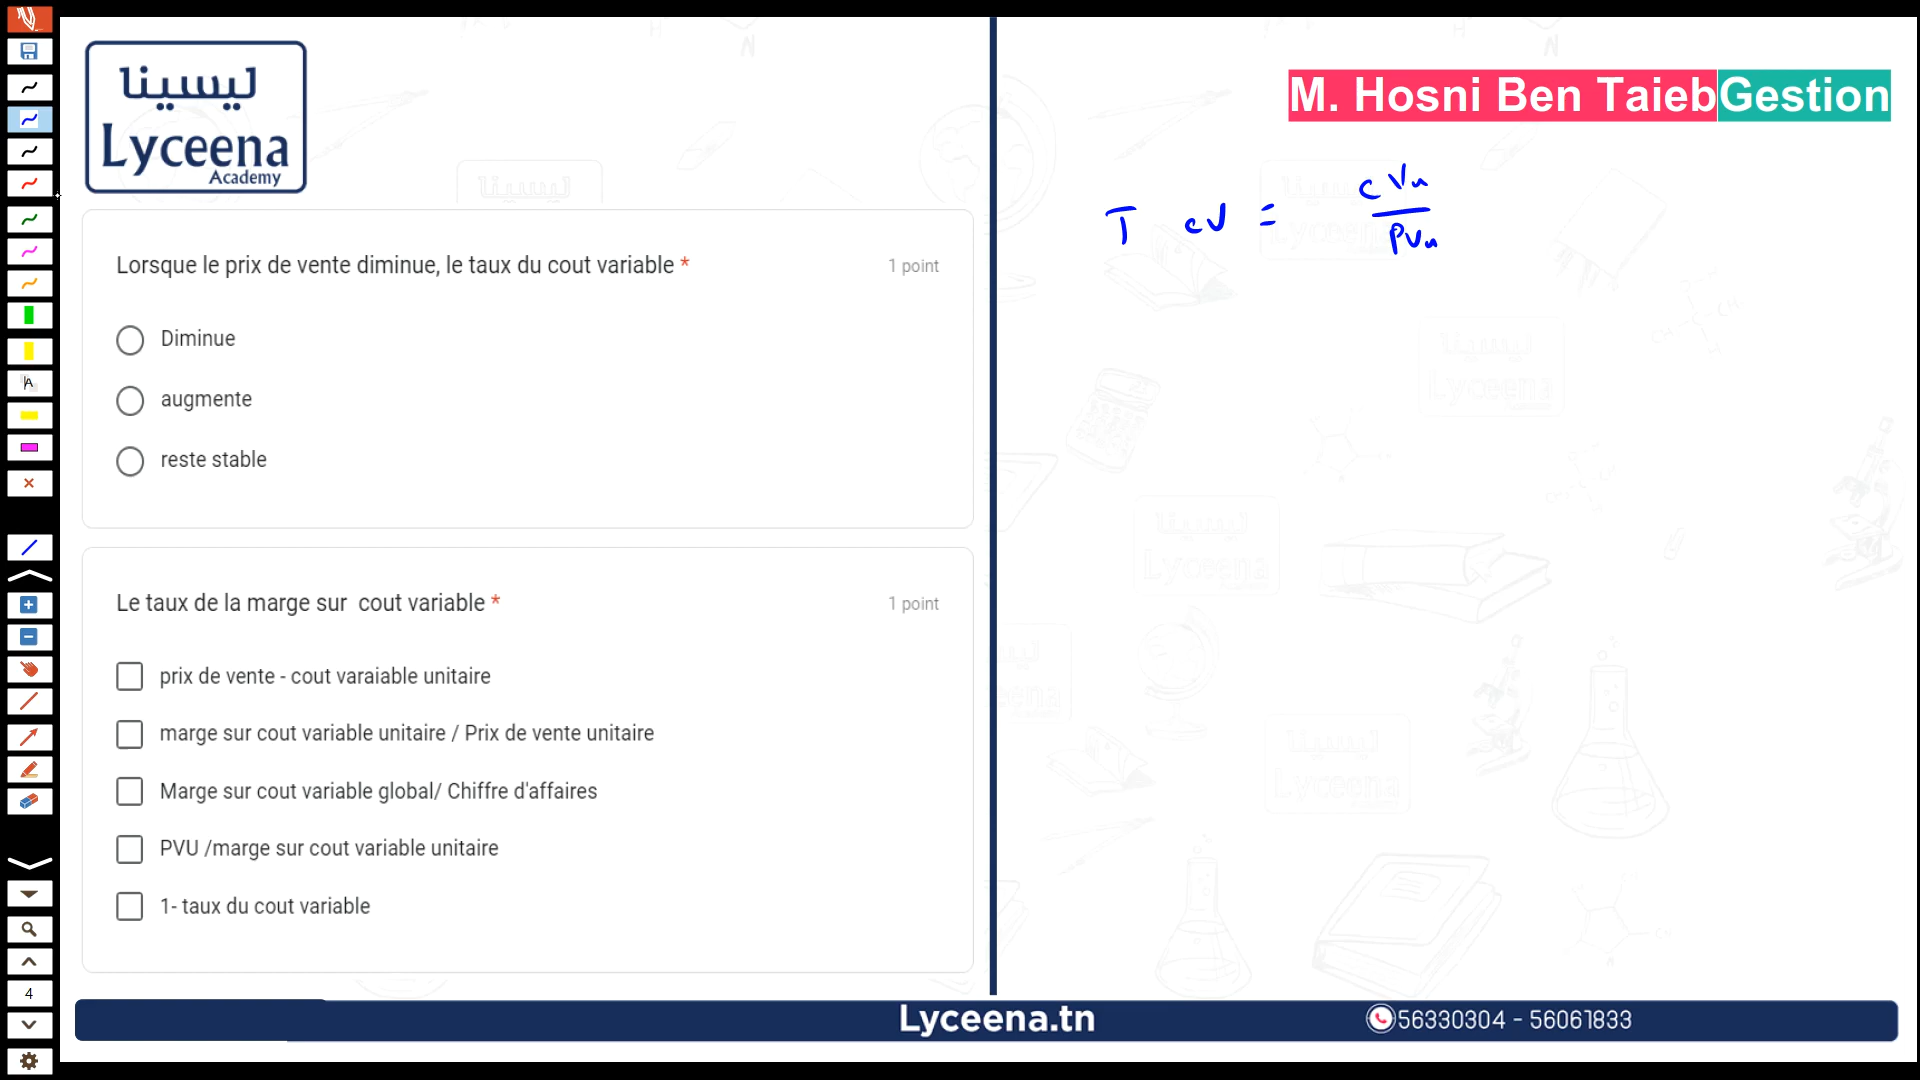 ليسينا
Lyceena
Academy
M. Hosni Ben Taieb Gestion
Lorsque le prix de vente diminue, le taux du cout variable * 1 point
Diminue
augmente
reste stable
Le taux de la marge sur cout variable * 1 point
prix de vente - cout varaiable unitaire
marge sur cout variable unitaire / Prix de vente unitaire
Marge sur cout variable global/ Chiffre d'affaires
PVU /marge sur cout variable unitaire
1- taux du cout variable
T cV = cVu
PVu
A
4
Lyceena.tn
56330304 - 56061833